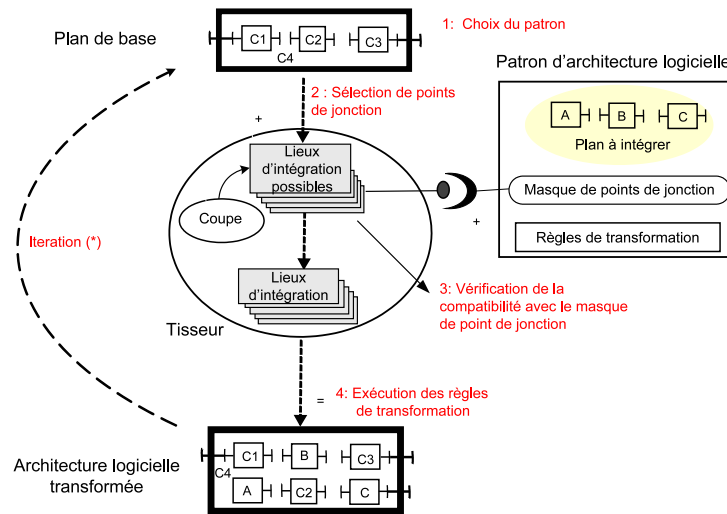 Plan de base
C1
C2
C3
C4
1: Choix du patron
2 : Sélection de points
de jonction
Patron d'architecture logicielle
A
B
C
Plan à intégrer
Masque de points de jonction
Règles de transformation
+
Lieux
d'intégration
possibles
Coupe
+
Iteration (*)
Lieux
d'intégration
3: Vérification de la
compatibilité avec le masque
de point de jonction
Tisseur
=
4: Exécution des règles
de transformation
Architecture logicielle
transformée
C1
B
C3
C4
A
C2
C